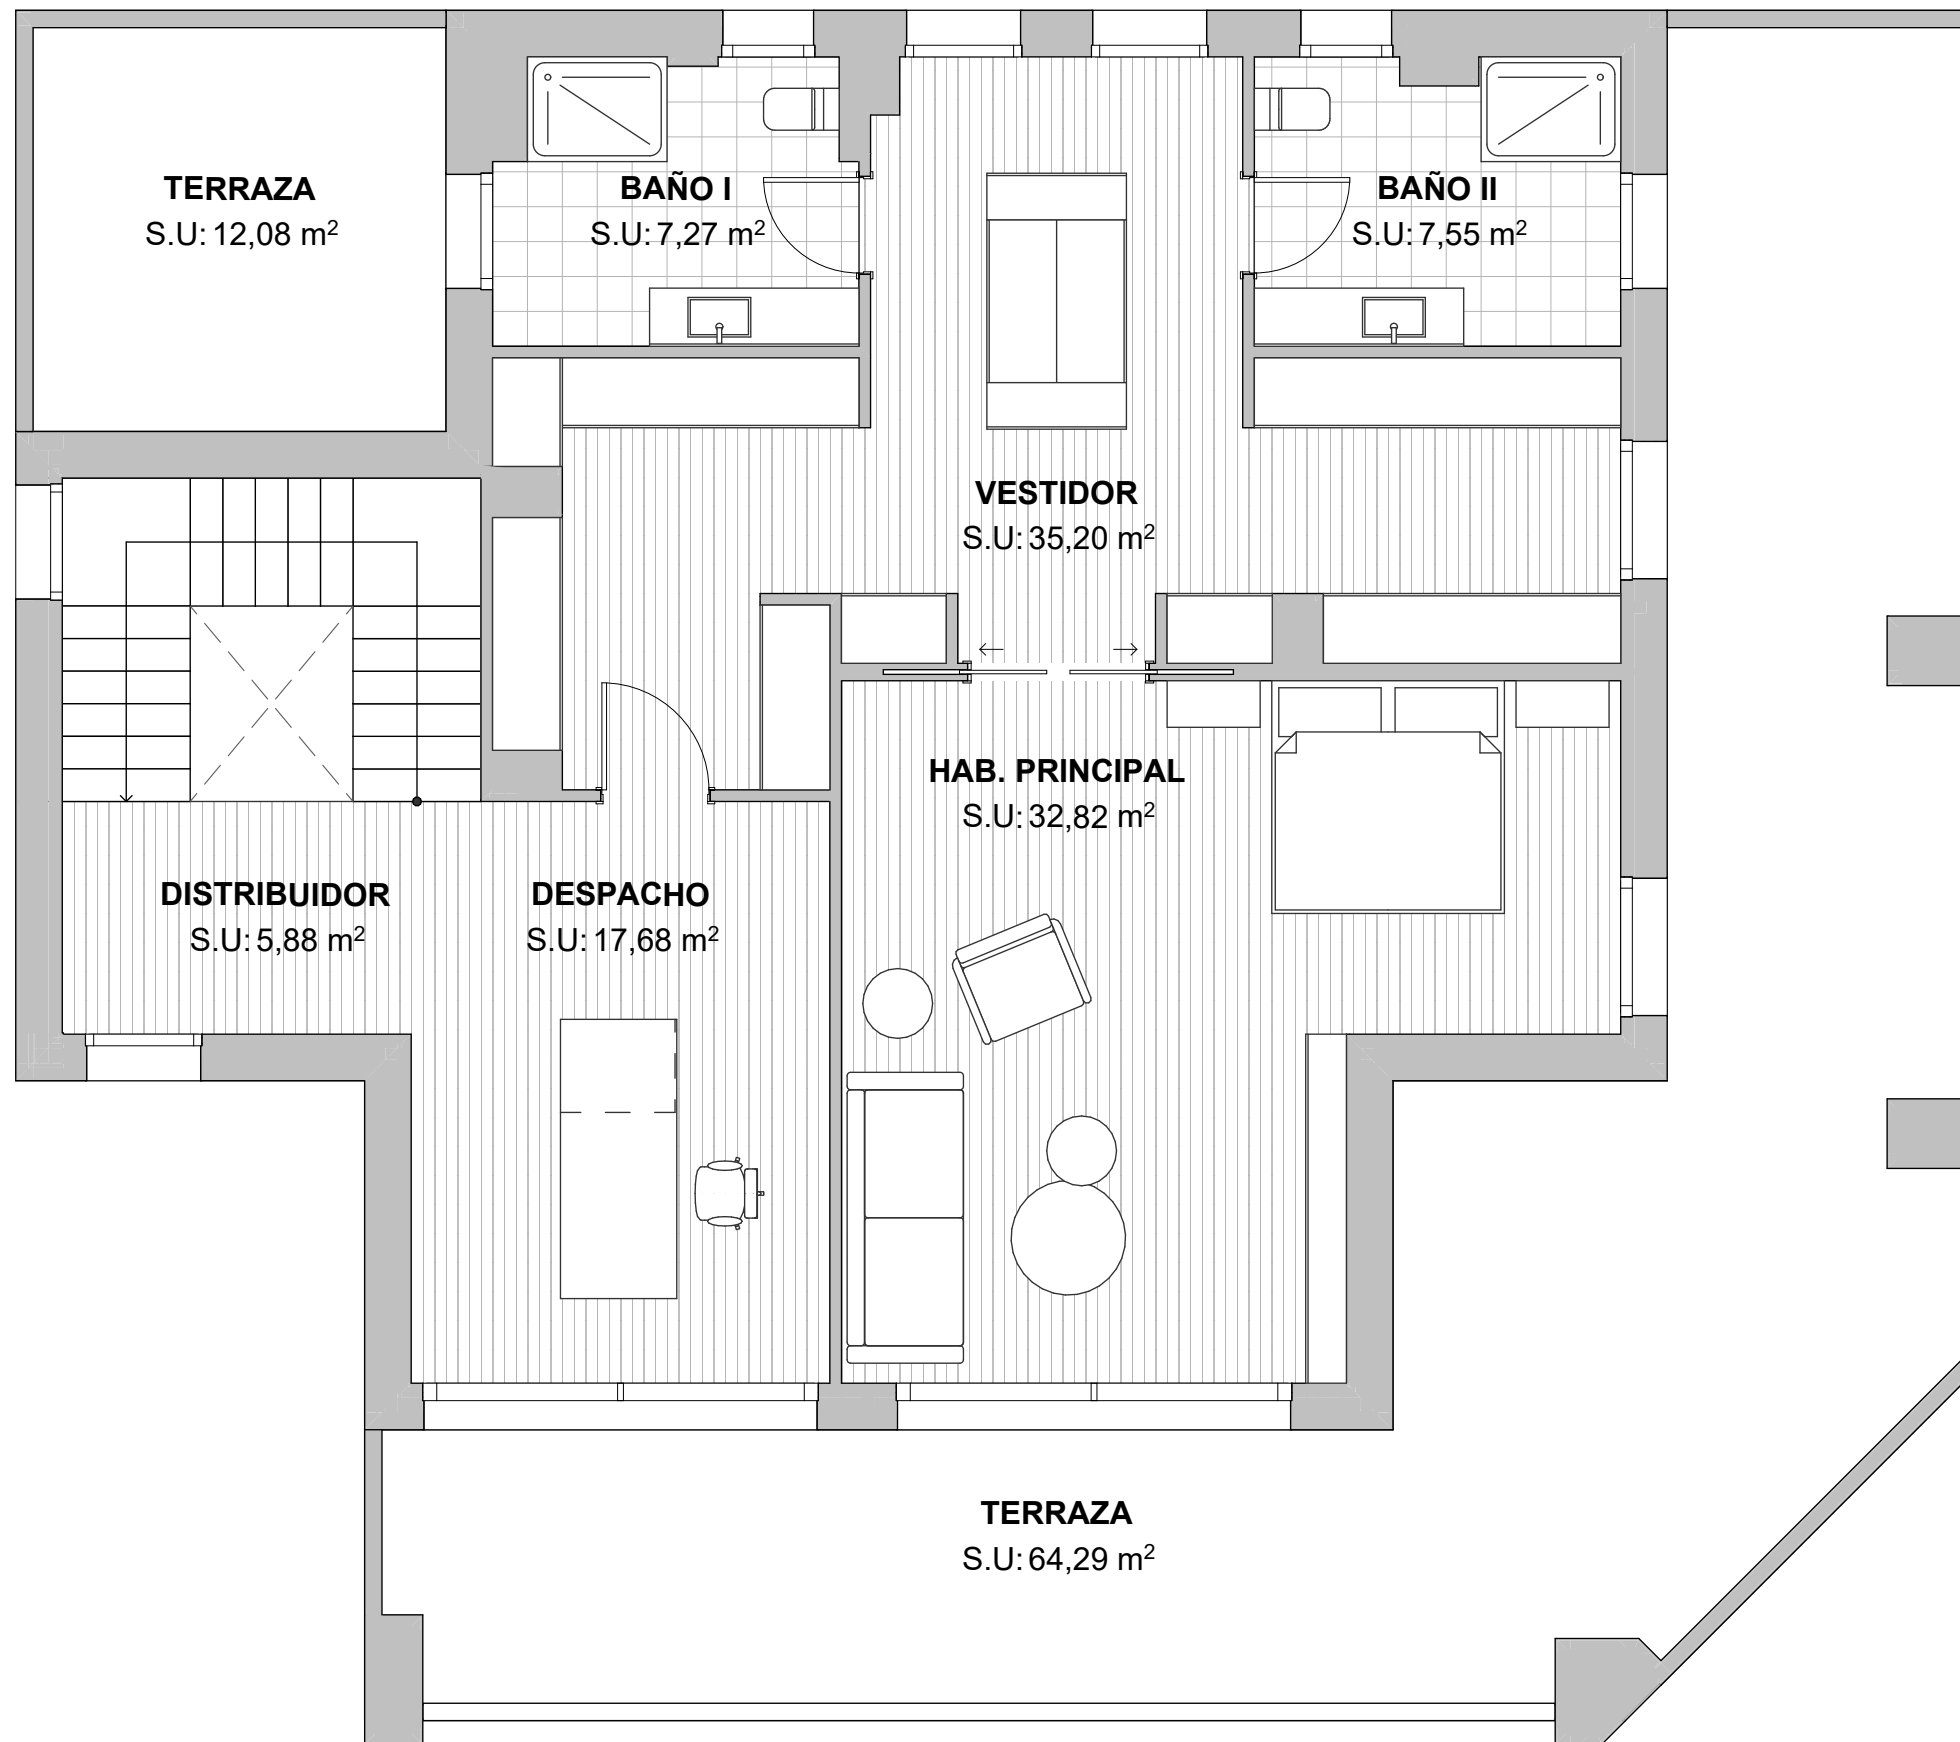 TERRAZA
S.U: 12,08 m²
BAÑO I
S.U: 7,27 m²
BAÑO II
S.U: 7,55 m²
VESTIDOR
S.U: 35,20 m²
HAB. PRINCIPAL
S.U: 32,82 m²
DISTRIBUIDOR
S.U: 5,88 m²
DESPACHO
S.U: 17,68 m²
TERRAZA
S.U: 64,29 m²